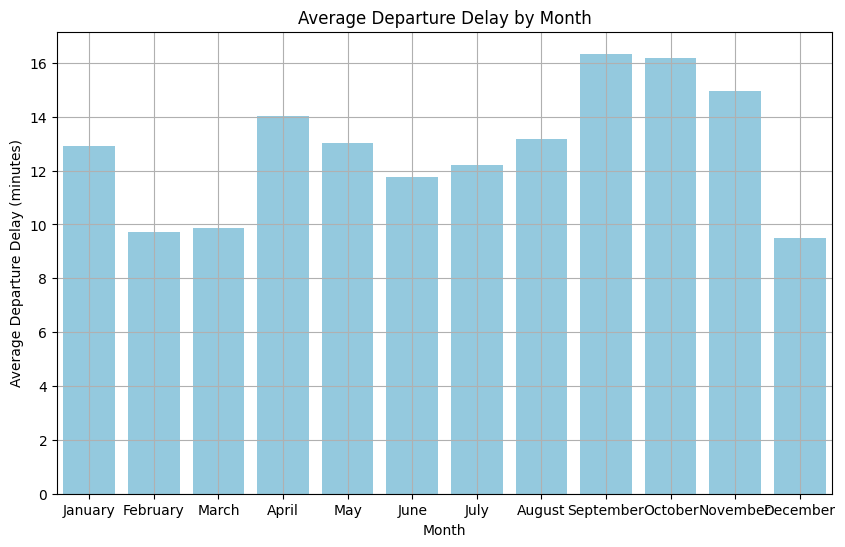 Average Departure Delay by Month
Average Departure Delay (minutes)
16
14
12
10
8
6
4
2
0
January February March April May June July August September October November December
Month